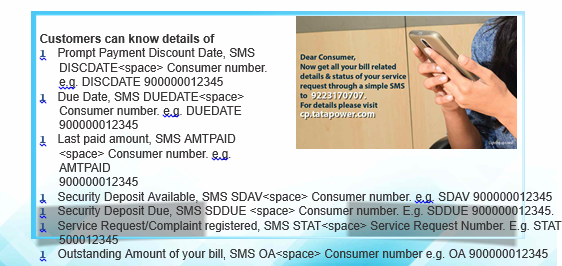 Customers can know details of
Prompt Payment Discount Date, SMS
DISCDATE<space> Consumer number.
e.g. DISCDATE 900000012345
Due Date, SMS DUEDATE<space>
Consumer number. e.g. DUEDATE
900000012345
Last paid amount, SMS AMTPAID
<space> Consumer number. e.g.
AMTPAID
900000012345
Security Deposit Available, SMS SDAV<space> Consumer number. e.g. SDAV 900000012345
Security Deposit Due, SMS SDDUE <space> Consumer number. E.g. SDDUE 900000012345.
Service Request/Complaint registered, SMS STAT<space> Service Request Number. E.g. STAT
500012345
Outstanding Amount of your bill, SMS OA<space> Consumer number e.g. OA 900000012345
Dear Consumer,
Now get all your bill related
details & status of your service
request through a simple SMS
to 9223170707.
For details please visit
cp.tatapower.com